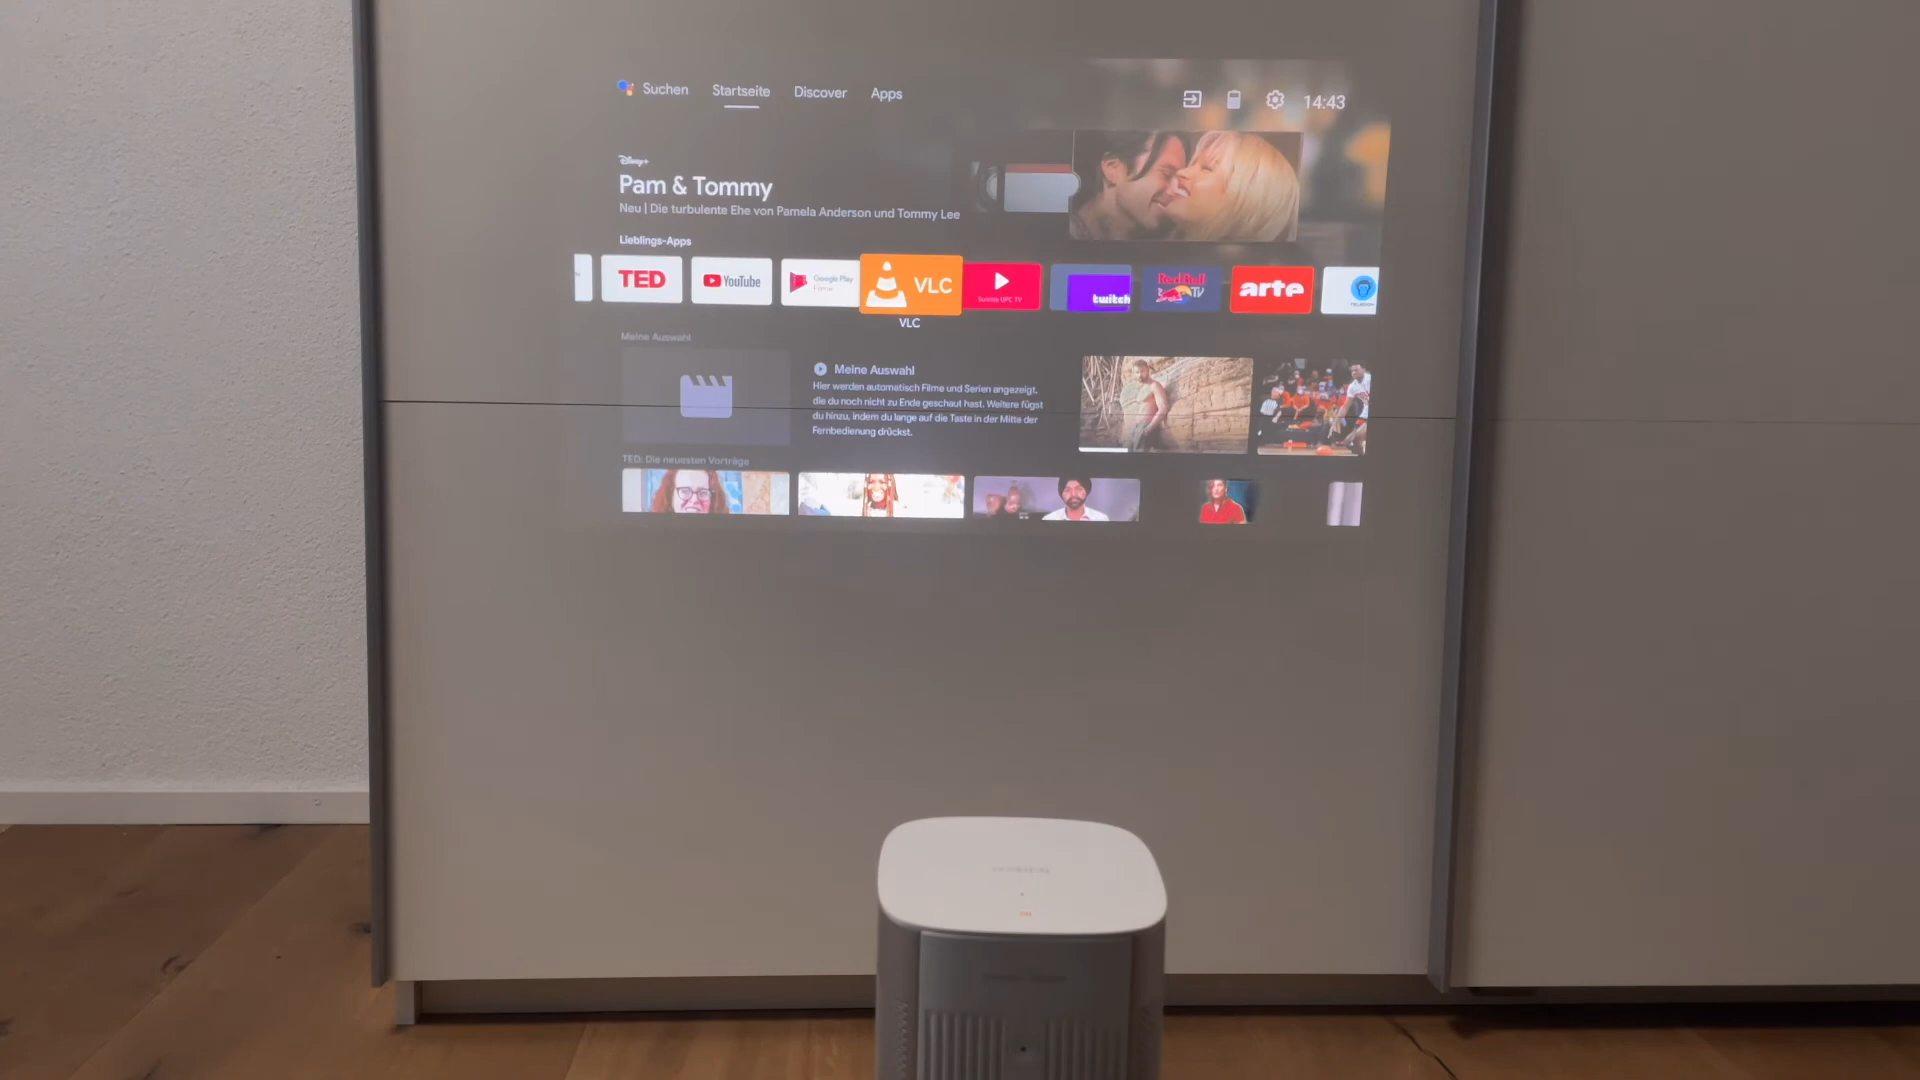 Suchen Startseite Discover Apps 14:43
Disney+
Pam & Tommy
Neu | Die turbulente Ehe von Pamela Anderson und Tommy Lee
Lieblings-Apps
TED YouTube Google Play VLC Sunrise UPC TV twitch Red Bull TV arte
VLC
Meine Auswahl
Meine Auswahl
Hier werden automatisch Filme und Serien angezeigt,
die du noch nicht zu Ende geschaut hast. Weitere fügst
du hinzu, indem du lange auf die Taste in der Mitte der
Fernbedienung drückst.
TED: Die neuesten Vorträge